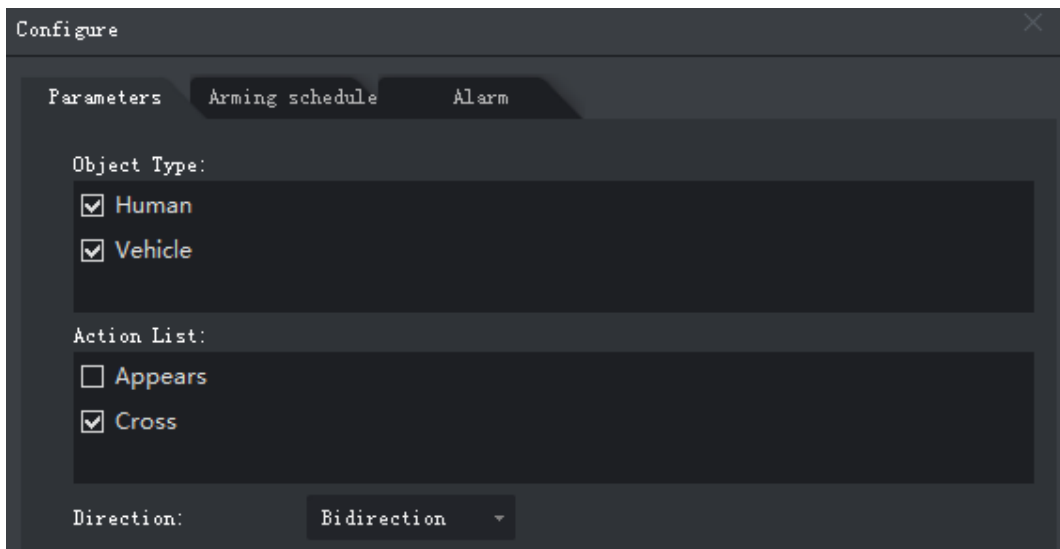 Configure
Parameters Arming schedule Alarm
Object Type:
Human
Vehicle
Action List:
Appears
Cross
Direction: Bidirection